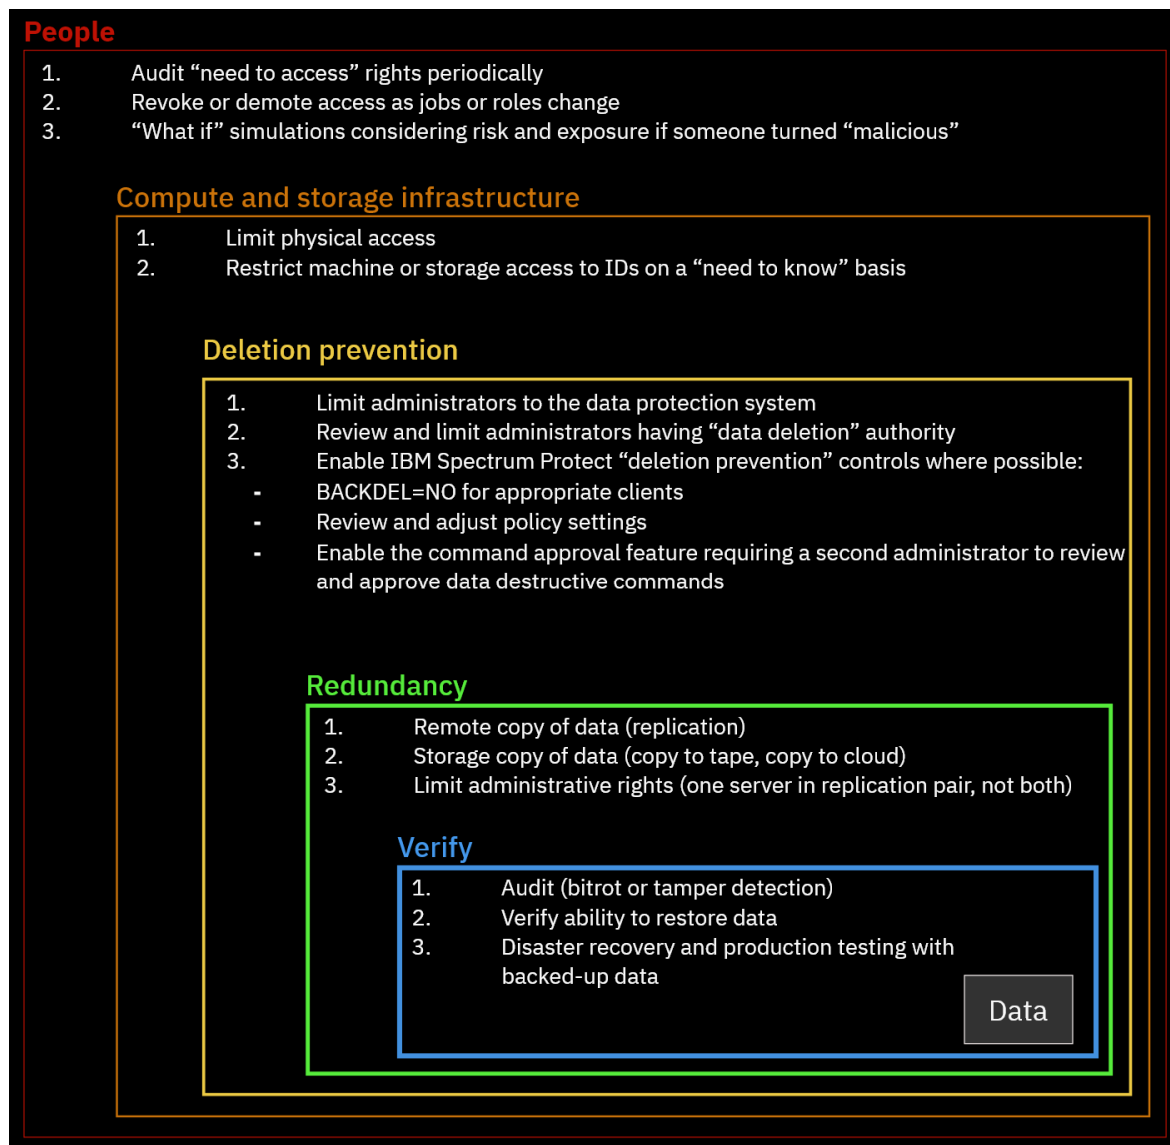 People
1. Audit “need to access” rights periodically
2. Revoke or demote access as jobs or roles change
3. “What if” simulations considering risk and exposure if someone turned “malicious”
Compute and storage infrastructure
1. Limit physical access
2. Restrict machine or storage access to IDs on a “need to know” basis
Deletion prevention
1. Limit administrators to the data protection system
2. Review and limit administrators having “data deletion” authority
3. Enable IBM Spectrum Protect “deletion prevention” controls where possible:
- BACKDEL=NO for appropriate clients
- Review and adjust policy settings
- Enable the command approval feature requiring a second administrator to review
and approve data destructive commands
Redundancy
1. Remote copy of data (replication)
2. Storage copy of data (copy to tape, copy to cloud)
3. Limit administrative rights (one server in replication pair, not both)
Verify
1. Audit (bitrot or tamper detection)
2. Verify ability to restore data
3. Disaster recovery and production testing with
backed-up data
Data